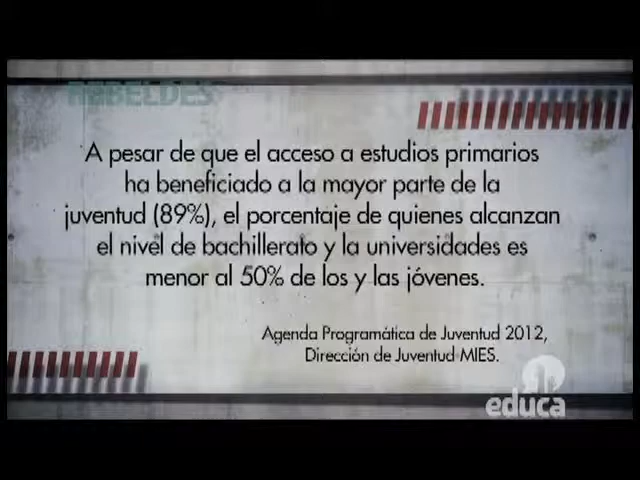 REBELDES
A pesar de que el acceso a estudios primarios
ha beneficiado a la mayor parte de la
juventud (89%), el porcentaje de quienes alcanzan
el nivel de bachillerato y la universidades es
menor al 50% de los y las jóvenes.
Agenda Programática de Juventud 2012,
Dirección de Juventud-MIES.
educa